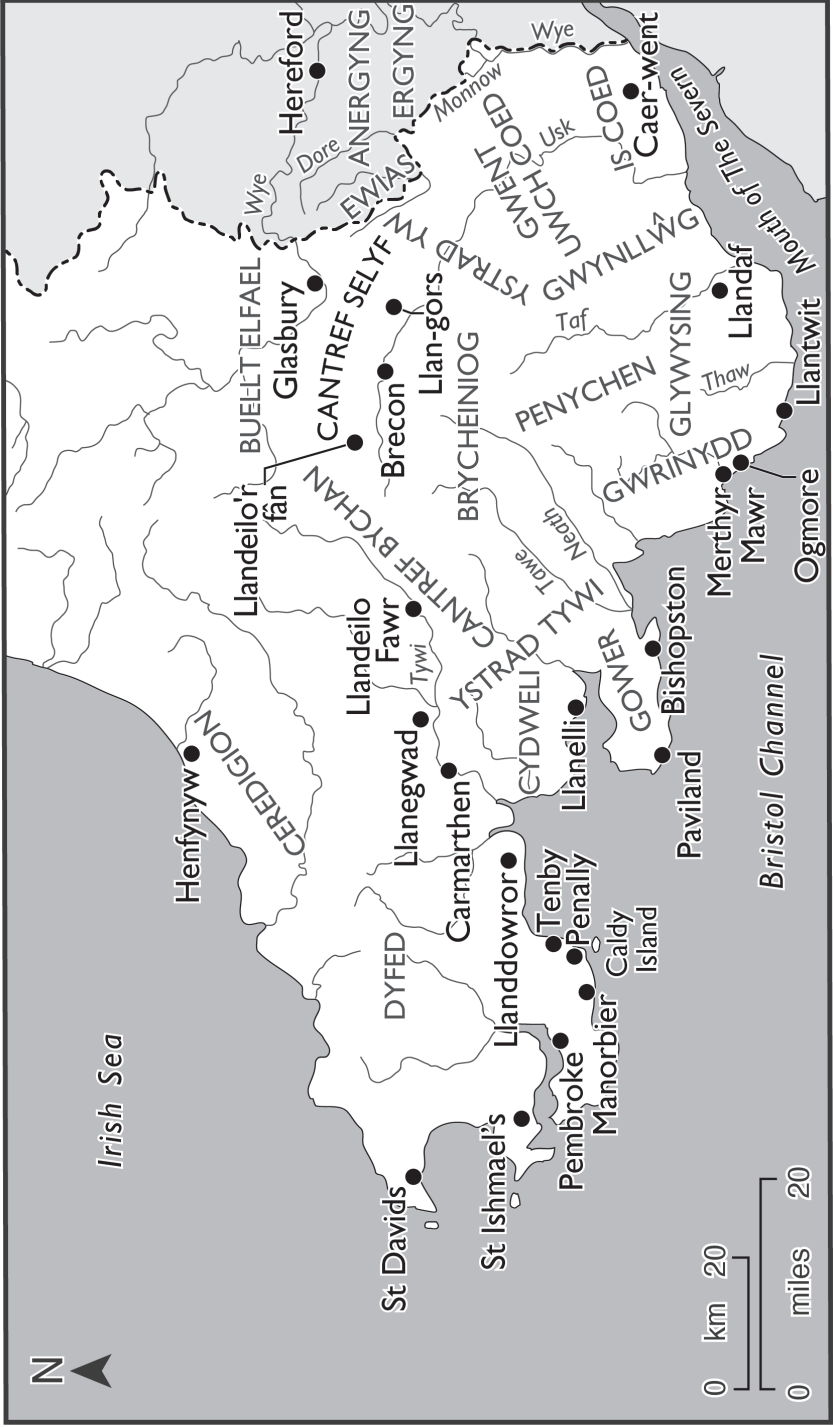 N
Irish Sea
St Davids
St Ishmael's
Pembroke
Manorbier
Caldy
Island
Penally
Tenby
Llanddowror
DYFED
Henfynyw
CEREDIGION
Carmarthen
Llanegwad
Llandeilo
Fawr
Tywi
CYDWELI
Llanelli
YSTRAD TYWI
CANTREF BYCHAN
GOWER
Paviland
Bishopston
Tawe
Neath
Llandeilo'r
fân
BUELLT
ELFAEL
Glasbury
CANTREF SELYF
Brecon
Llan-gors
BRYCHEINIOG
Wye
Dore
Hereford
ANERGYNG
ERGYNG
EWIAS
Monnow
Wye
YSTRAD YW
GWENT
UWCH COED
Usk
IS COED
Caer-went
GWYNLLŴG
Taf
PENYCHEN
GLYWYSING
Thaw
Llandaf
GWRINYDD
Merthyr
Mawr
Ogmore
Llantwit
Mouth of The Severn
Bristol Channel
0 km 20
0 miles 20